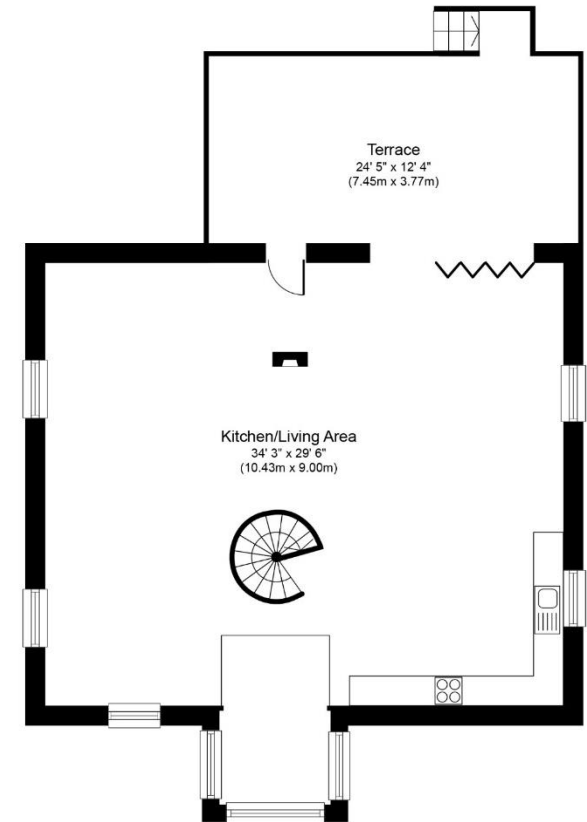 Terrace
24' 5" x 12' 4"
(7.45m x 3.77m)
Kitchen/Living Area
34' 3" x 29' 6"
(10.43m x 9.00m)